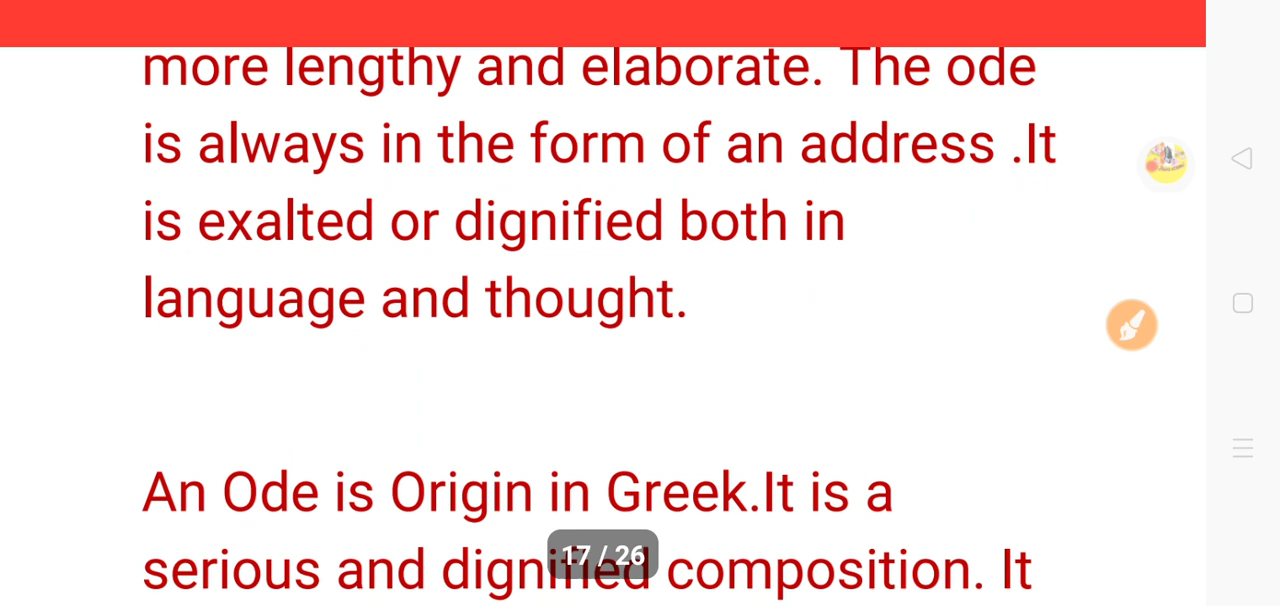 more lengthy and elaborate. The ode
is always in the form of an address .It
is exalted or dignified both in
language and thought.
An Ode is Origin in Greek.It is a
serious and dignified composition. It
17 / 26